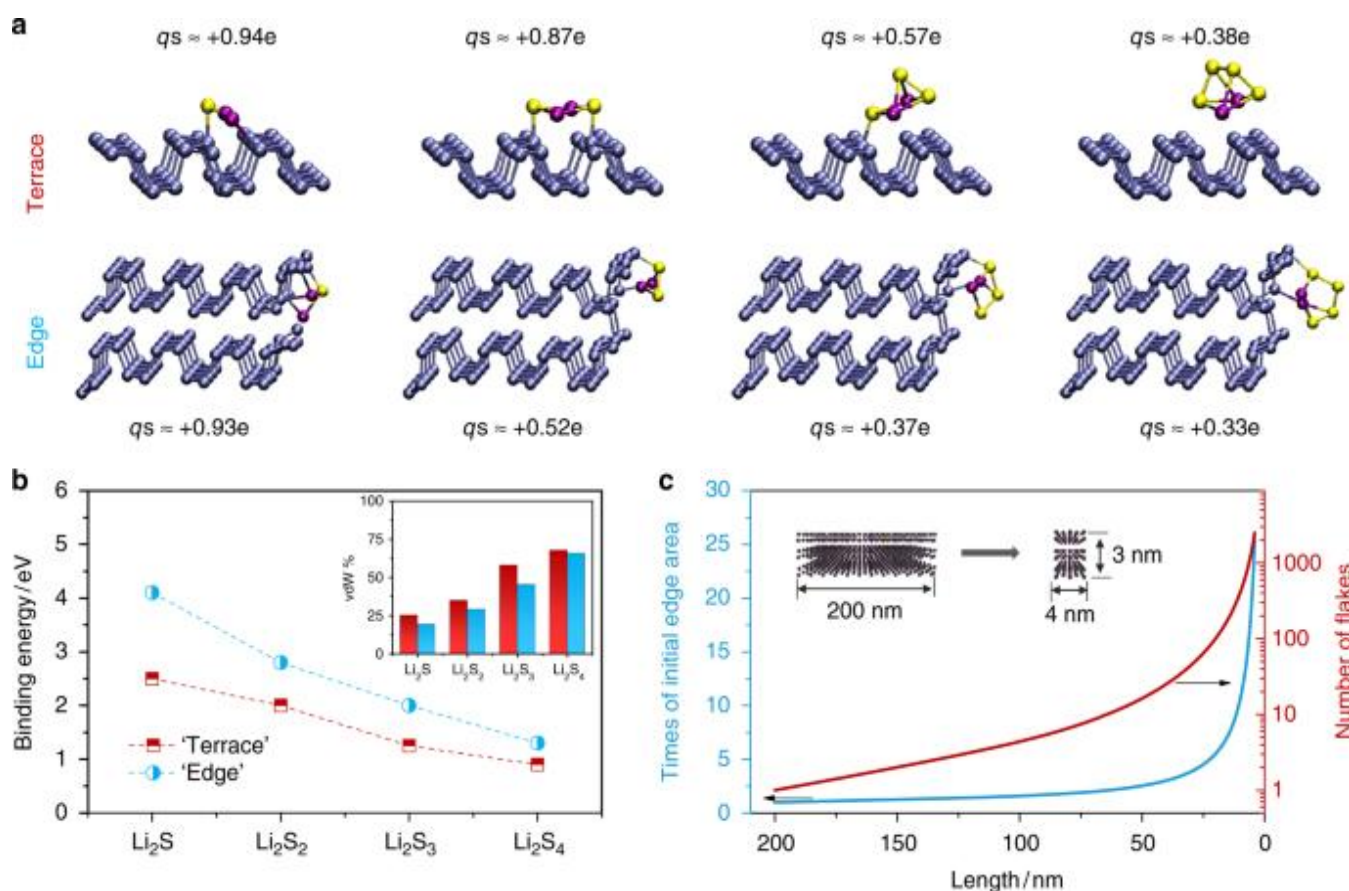 a
qs ≈ +0.94e
qs ≈ +0.87e
qs ≈ +0.57e
qs ≈ +0.38e
Terrace
Edge
qs ≈ +0.93e
qs ≈ +0.52e
qs ≈ +0.37e
qs ≈ +0.33e
b
Binding energy / eV
6
5
4
3
2
1
0
Li₂S
Li₂S₂
Li₂S₃
Li₂S₄
'Terrace'
'Edge'
vdW %
100
75
50
25
0
Li₂S
Li₂S₂
Li₂S₃
Li₂S₄
c
Times of initial edge area
30
25
20
15
10
5
0
200 nm
3 nm
4 nm
1000
100
10
1
Number of flakes
200
150
100
50
0
Length / nm